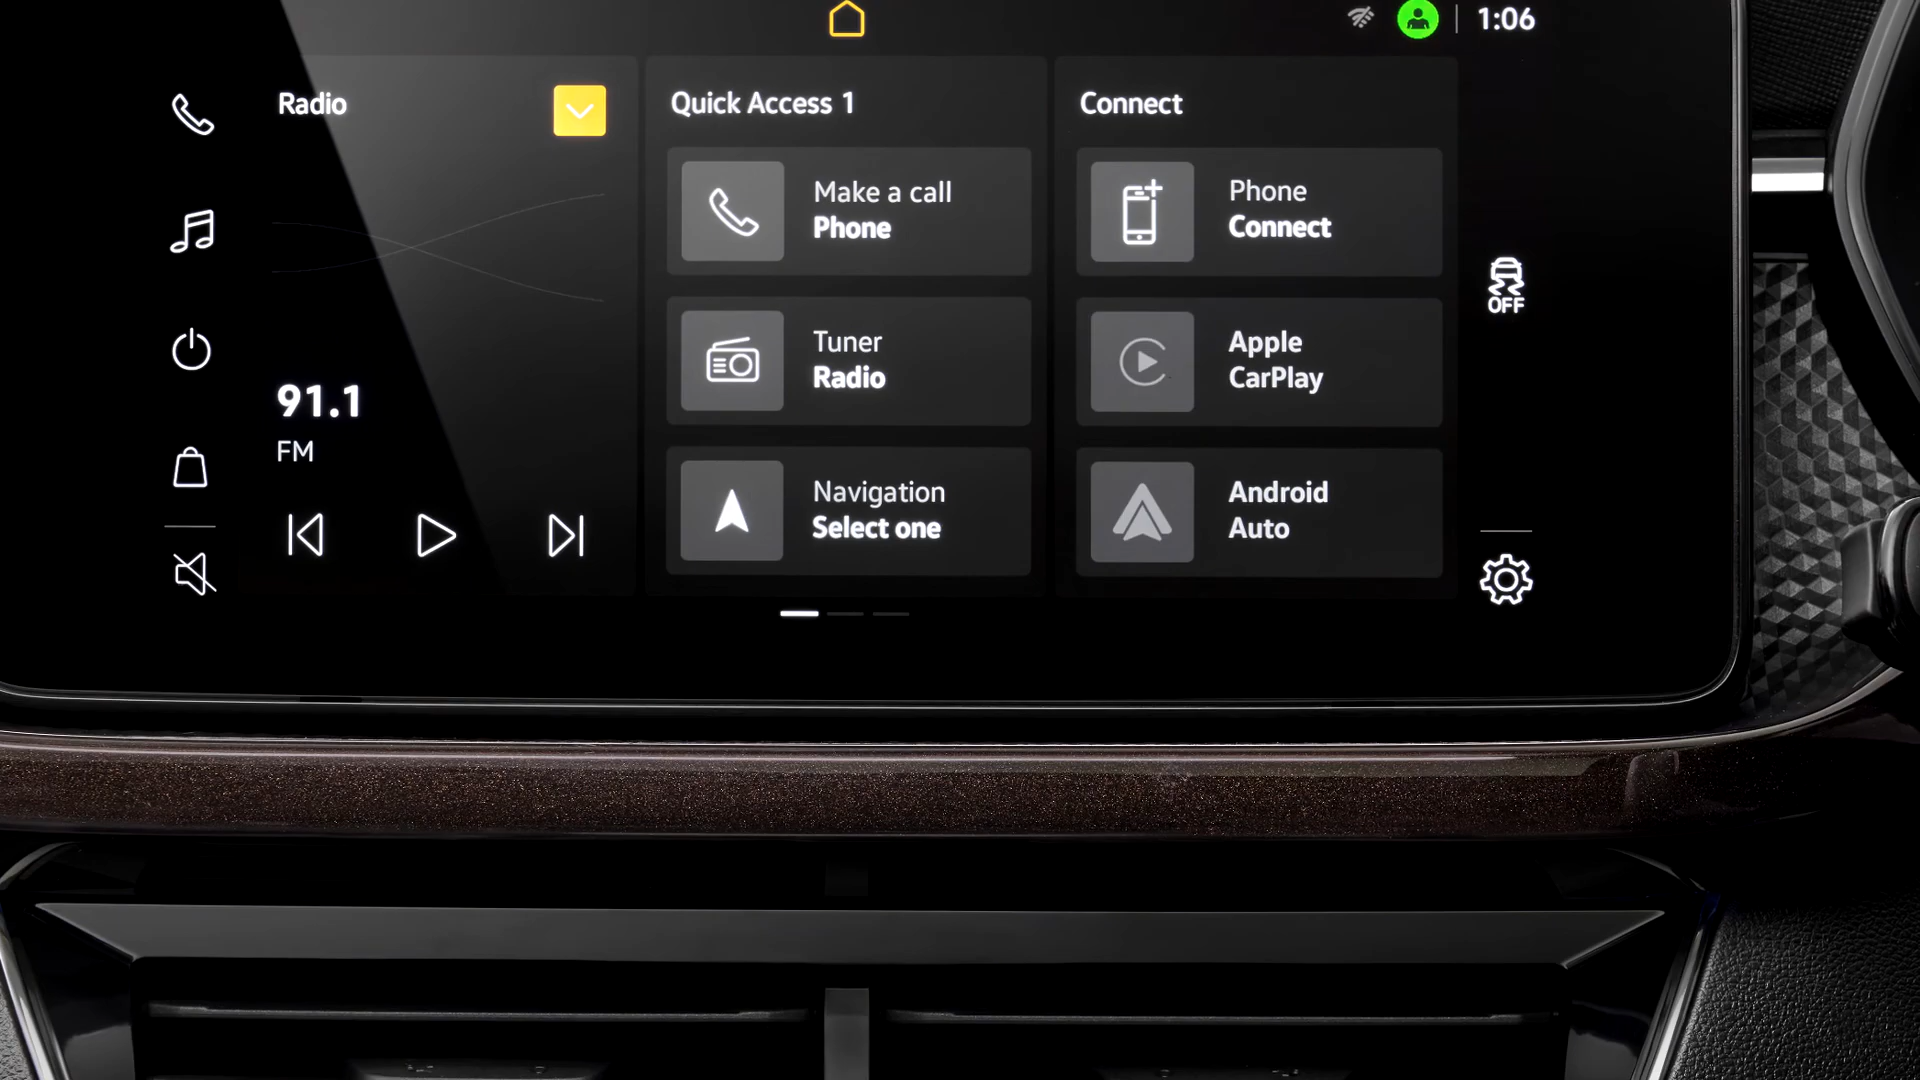 1:06
Radio
91.1
FM
Quick Access 1
Make a call
Phone
Tuner
Radio
Navigation
Select one
Connect
Phone
Connect
Apple
CarPlay
Android
Auto
OFF